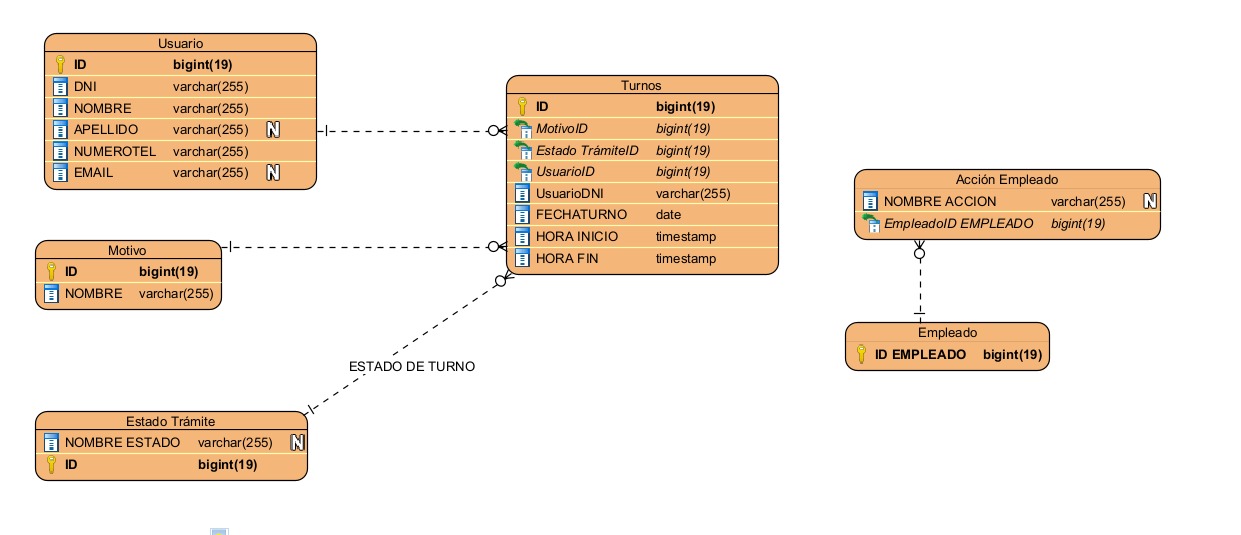 Usuario
ID bigint(19)
DNI varchar(255)
NOMBRE varchar(255)
APELLIDO varchar(255) N
NUMEROTEL varchar(255)
EMAIL varchar(255) N
Turnos
ID bigint(19)
MotivoID bigint(19)
Estado TrámiteID bigint(19)
UsuarioID bigint(19)
UsuarioDNI varchar(255)
FECHATURNO date
HORA INICIO timestamp
HORA FIN timestamp
Motivo
ID bigint(19)
NOMBRE varchar(255)
ESTADO DE TURNO
Estado Trámite
NOMBRE ESTADO varchar(255) N
ID bigint(19)
Acción Empleado
NOMBRE ACCION varchar(255) N
EmpleadoID EMPLEADO bigint(19)
Empleado
ID EMPLEADO bigint(19)